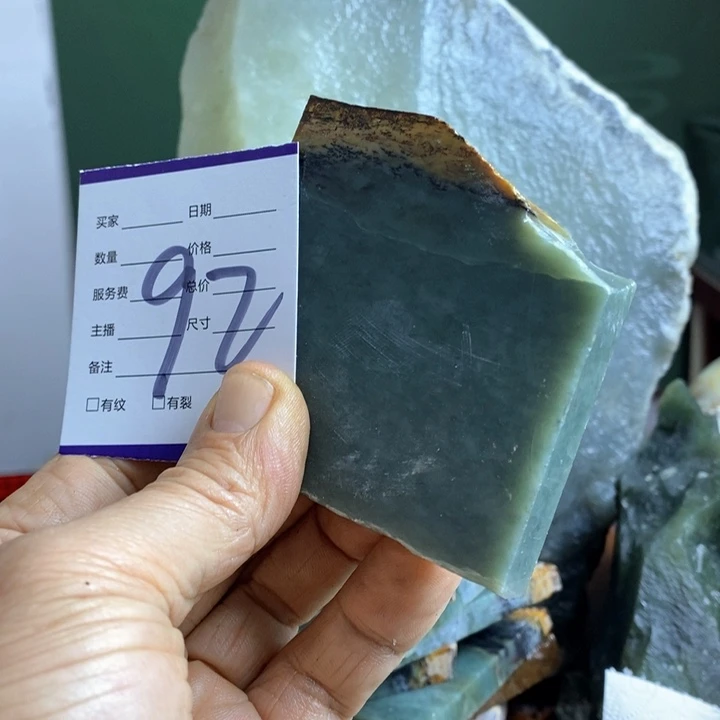 买家 日期
数量 价格
服务费 总价
主播 尺寸
备注
92
□有纹 □有裂